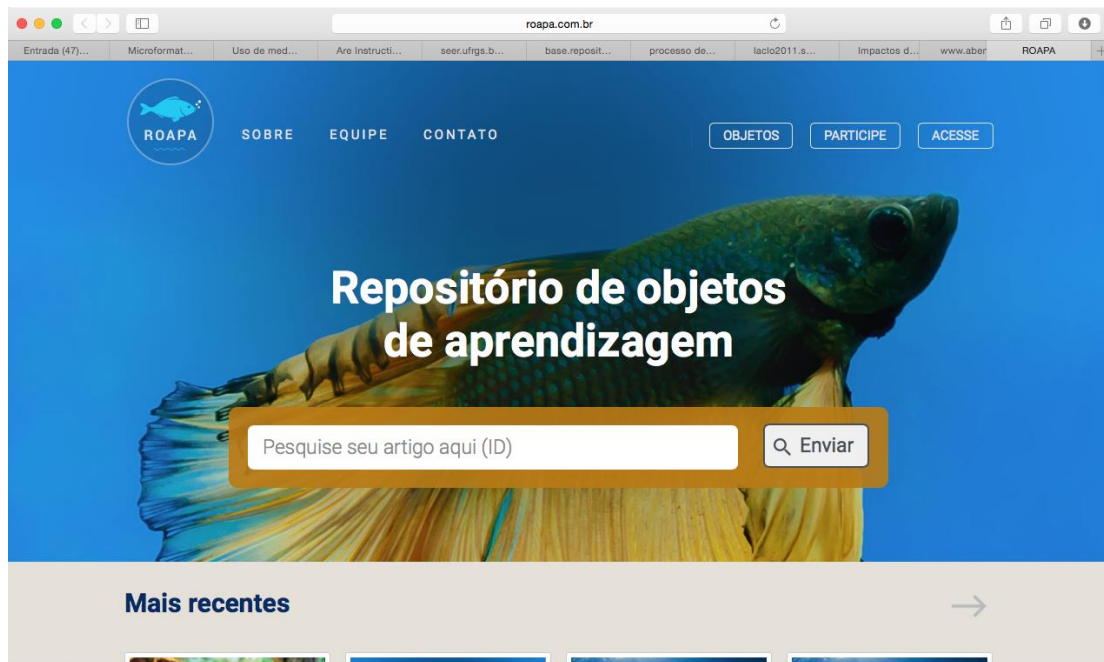 roapa.com.br
Entrada (47)...
Microformat...
Uso de med...
Are Instructi...
seer.ufrgs.b...
base.reposit...
processo de...
laclo2011.s...
Impactos d...
www.aber
ROAPA
ROAPA
SOBRE
EQUIPE
CONTATO
OBJETOS
PARTICIPE
ACESSE
Repositório de objetos
de aprendizagem
Pesquise seu artigo aqui (ID)
Enviar
Mais recentes